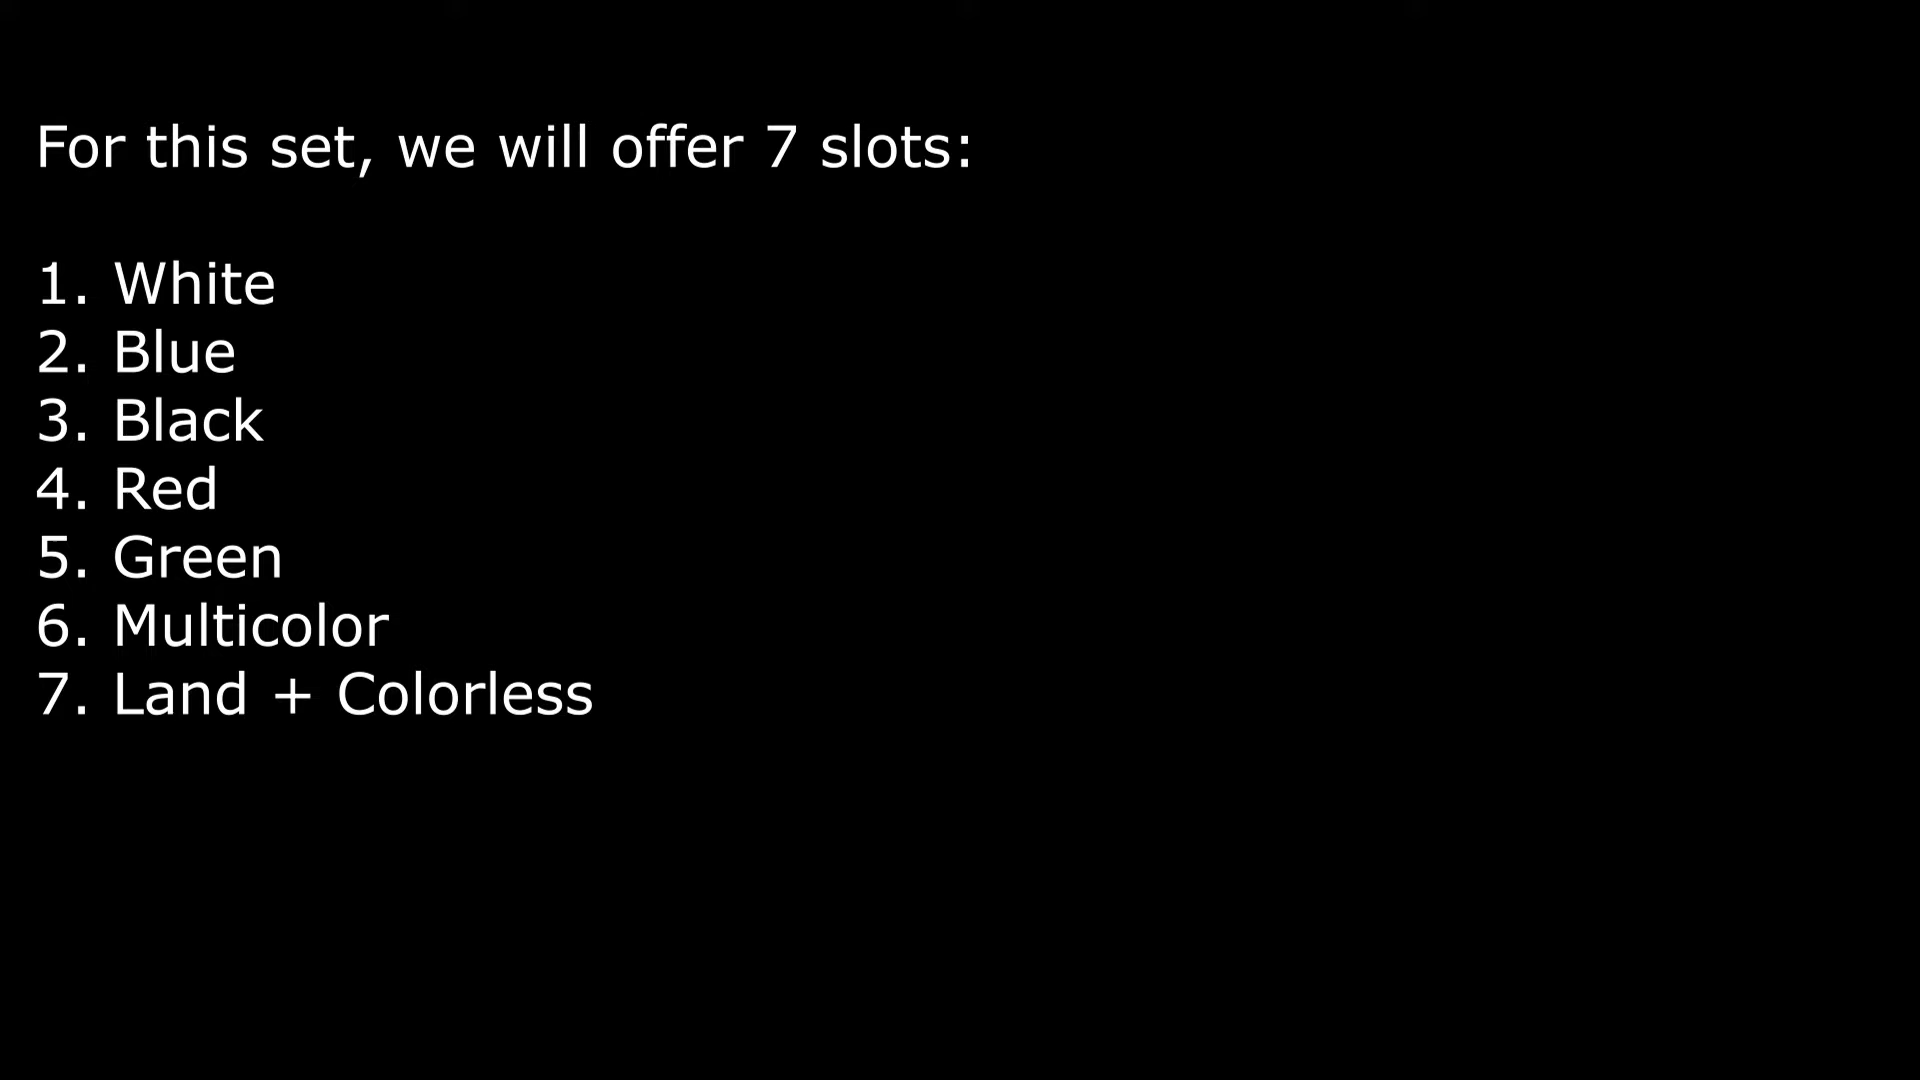 For this set, we will offer 7 slots:
1. White
2. Blue
3. Black
4. Red
5. Green
6. Multicolor
7. Land + Colorless